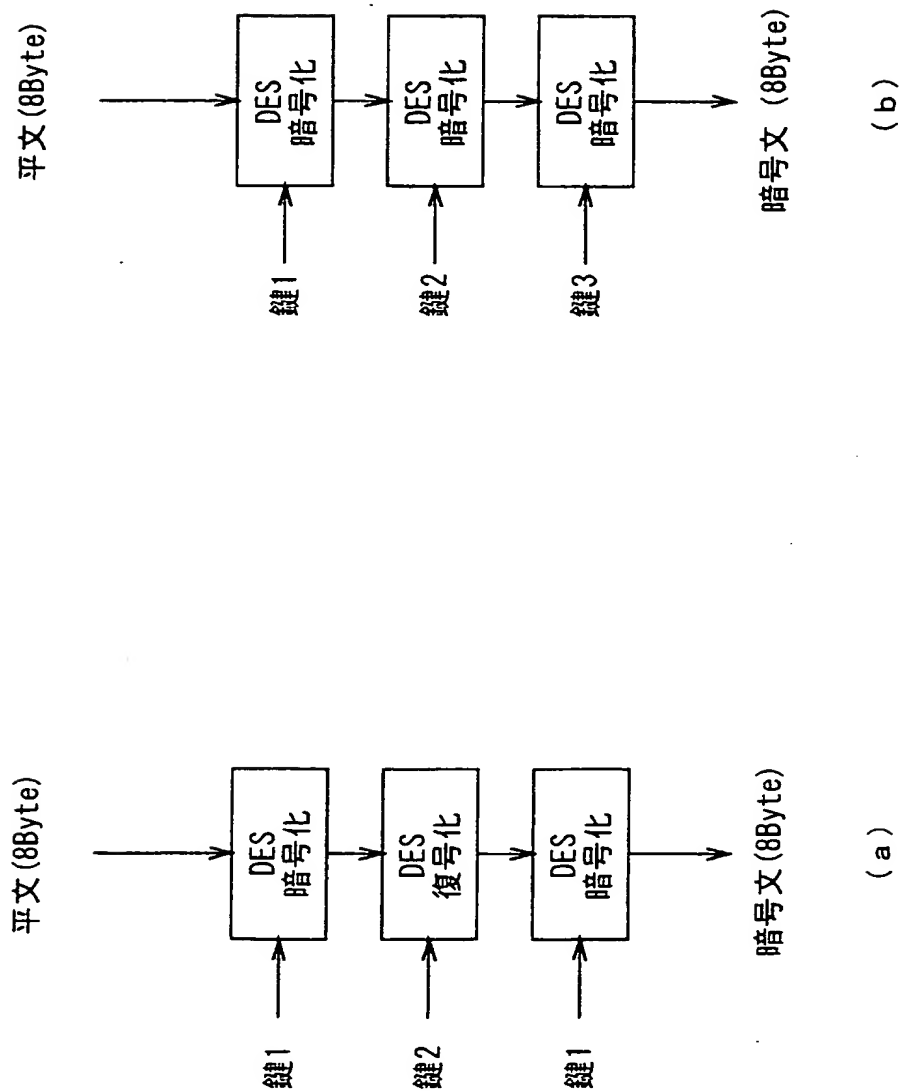 平文(8Byte)
鍵1
DES
暗号化
鍵2
DES
復号化
鍵1
DES
暗号化
暗号文(8Byte)
(a)
平文(8Byte)
鍵1
DES
暗号化
鍵2
DES
暗号化
鍵3
DES
暗号化
暗号文 (8Byte)
(b)